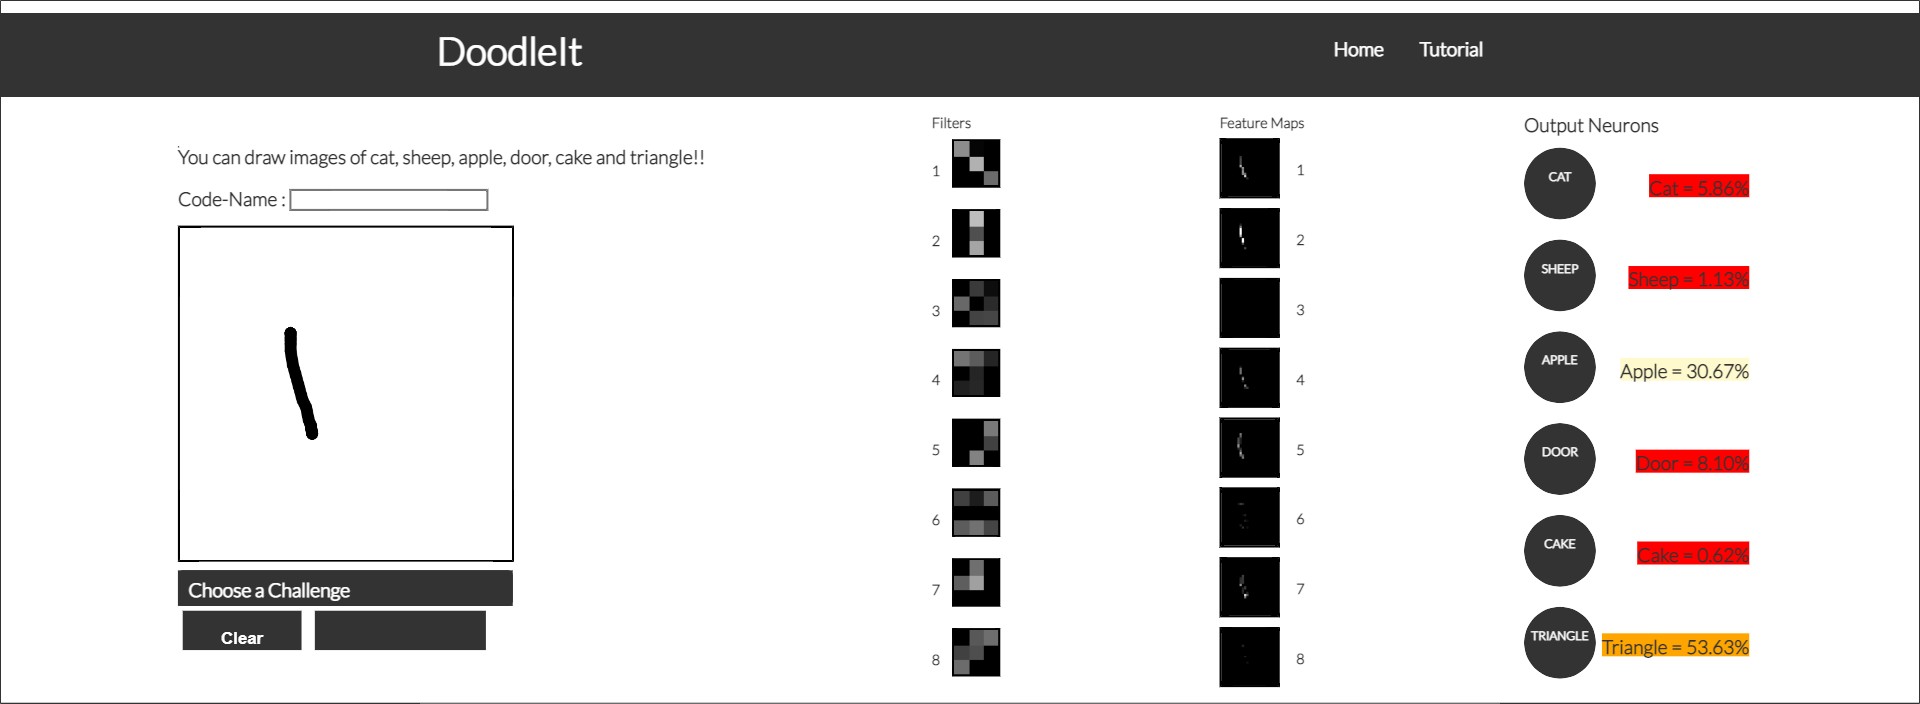 DoodleIt
Home Tutorial
You can draw images of cat, sheep, apple, door, cake and triangle!!
Code-Name :
Choose a Challenge
Clear
Filters
1
2
3
4
5
6
7
8
Feature Maps
1
2
3
4
5
6
7
8
Output Neurons
CAT Cat = 5.86%
SHEEP Sheep = 1.13%
APPLE Apple = 30.67%
DOOR Door = 8.10%
CAKE Cake = 0.62%
TRIANGLE Triangle = 53.63%